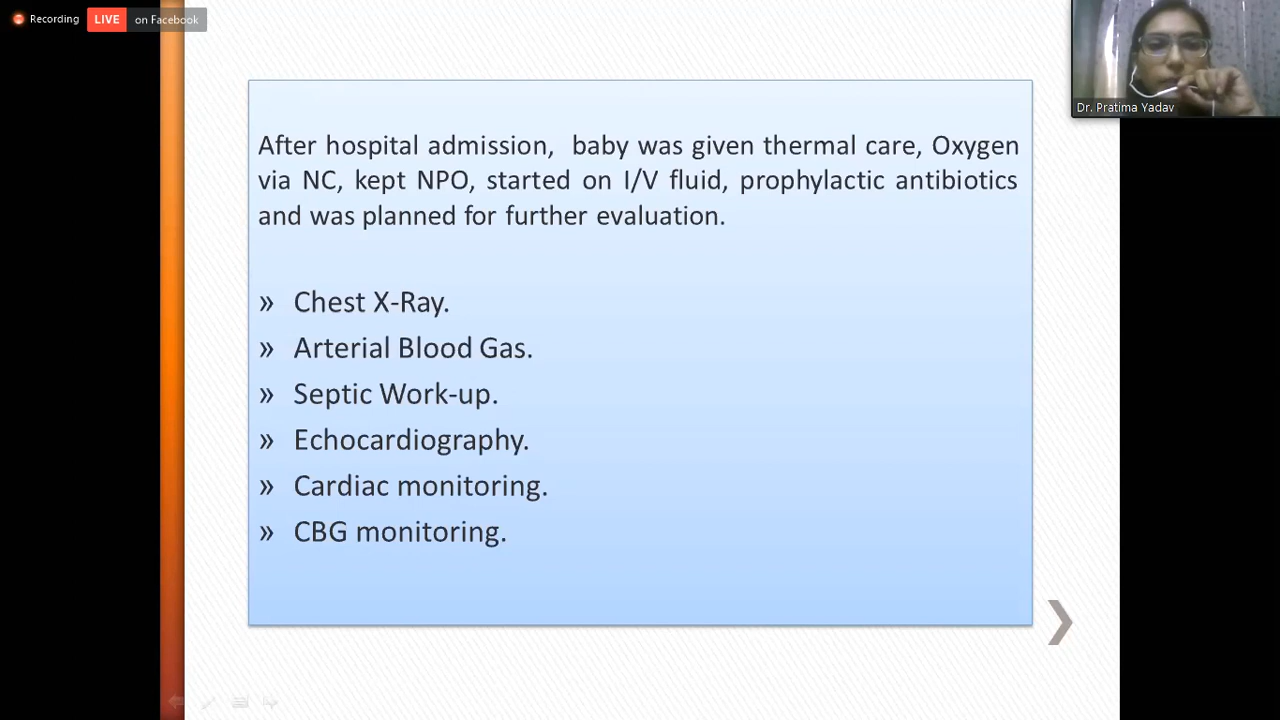 Recording LIVE on Facebook
Dr. Pratima Yadav
After hospital admission, baby was given thermal care, Oxygen
via NC, kept NPO, started on I/V fluid, prophylactic antibiotics
and was planned for further evaluation.
» Chest X-Ray.
» Arterial Blood Gas.
» Septic Work-up.
» Echocardiography.
» Cardiac monitoring.
» CBG monitoring.